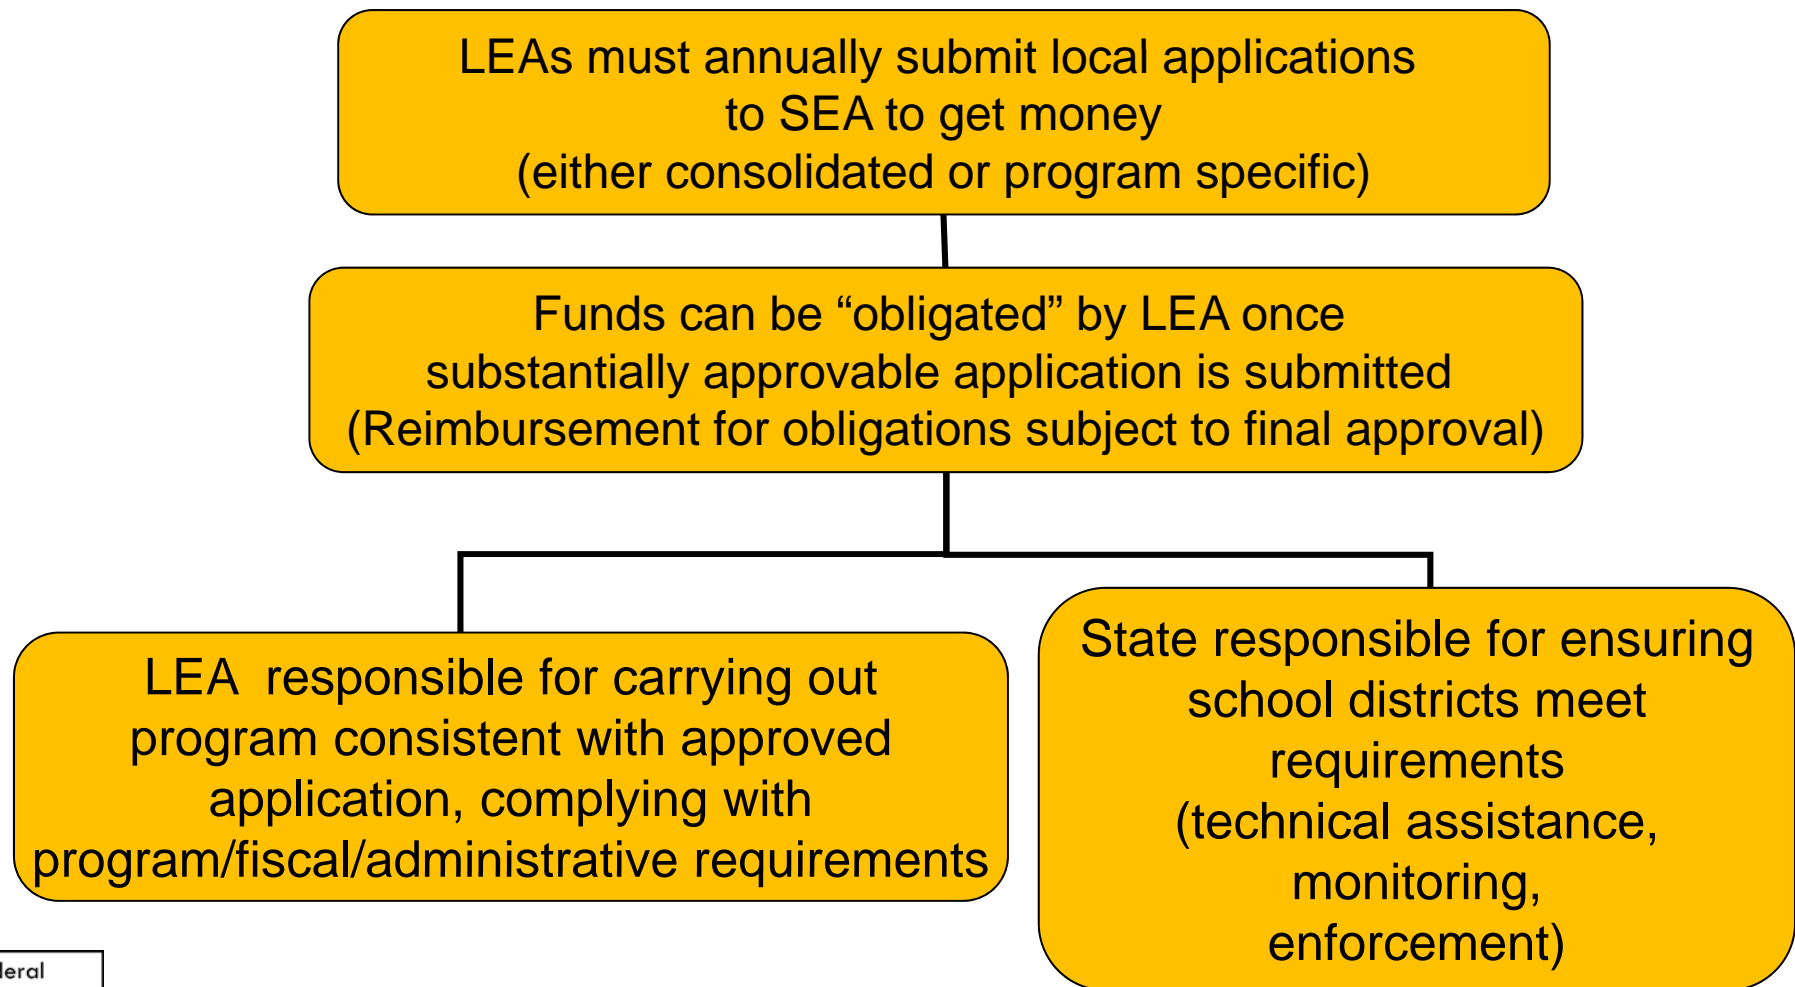 LEAs must annually submit local applications
to SEA to get money
(either consolidated or program specific)
Funds can be “obligated” by LEA once
substantially approvable application is submitted
(Reimbursement for obligations subject to final approval)
LEA  responsible for carrying out
program consistent with approved
application, complying with
program/fiscal/administrative requirements
State responsible for ensuring
school districts meet
requirements
(technical assistance,
monitoring,
enforcement)